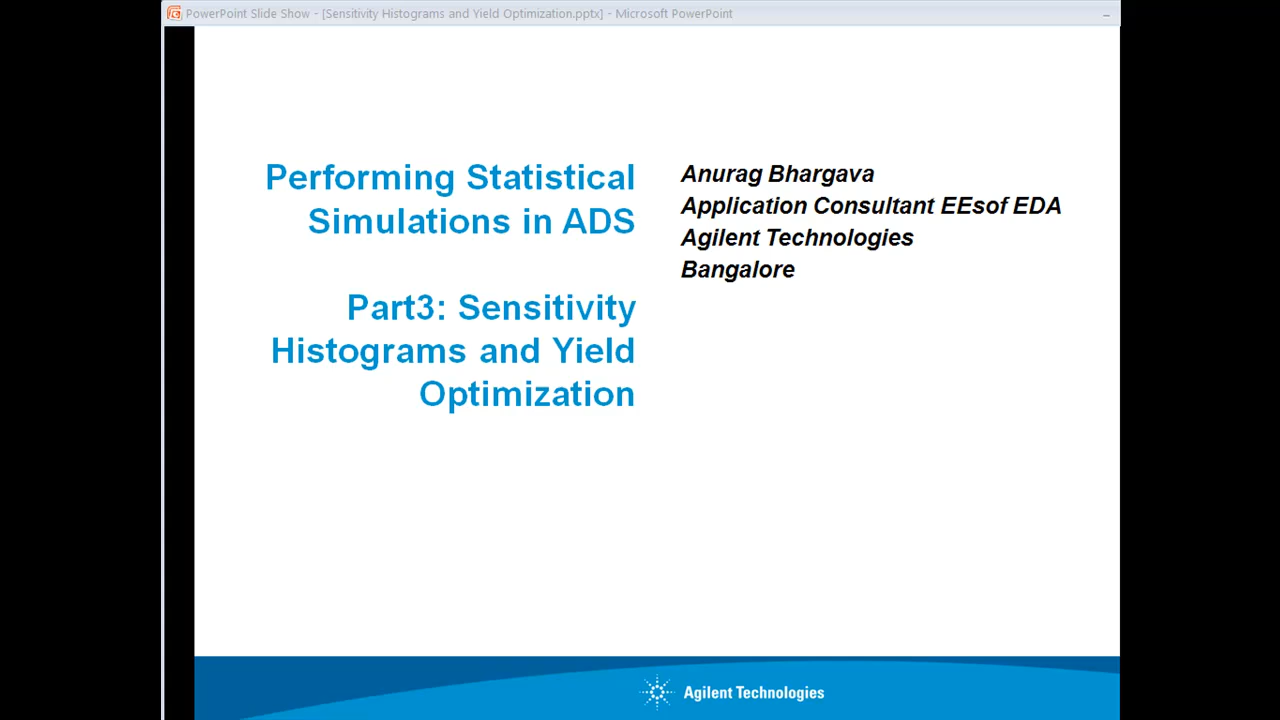 PowerPoint Slide Show - [Sensitivity Histograms and Yield Optimization.pptx] - Microsoft PowerPoint
Performing Statistical
Simulations in ADS
Part3: Sensitivity
Histograms and Yield
Optimization
Anurag Bhargava
Application Consultant EEsof EDA
Agilent Technologies
Bangalore
Agilent Technologies